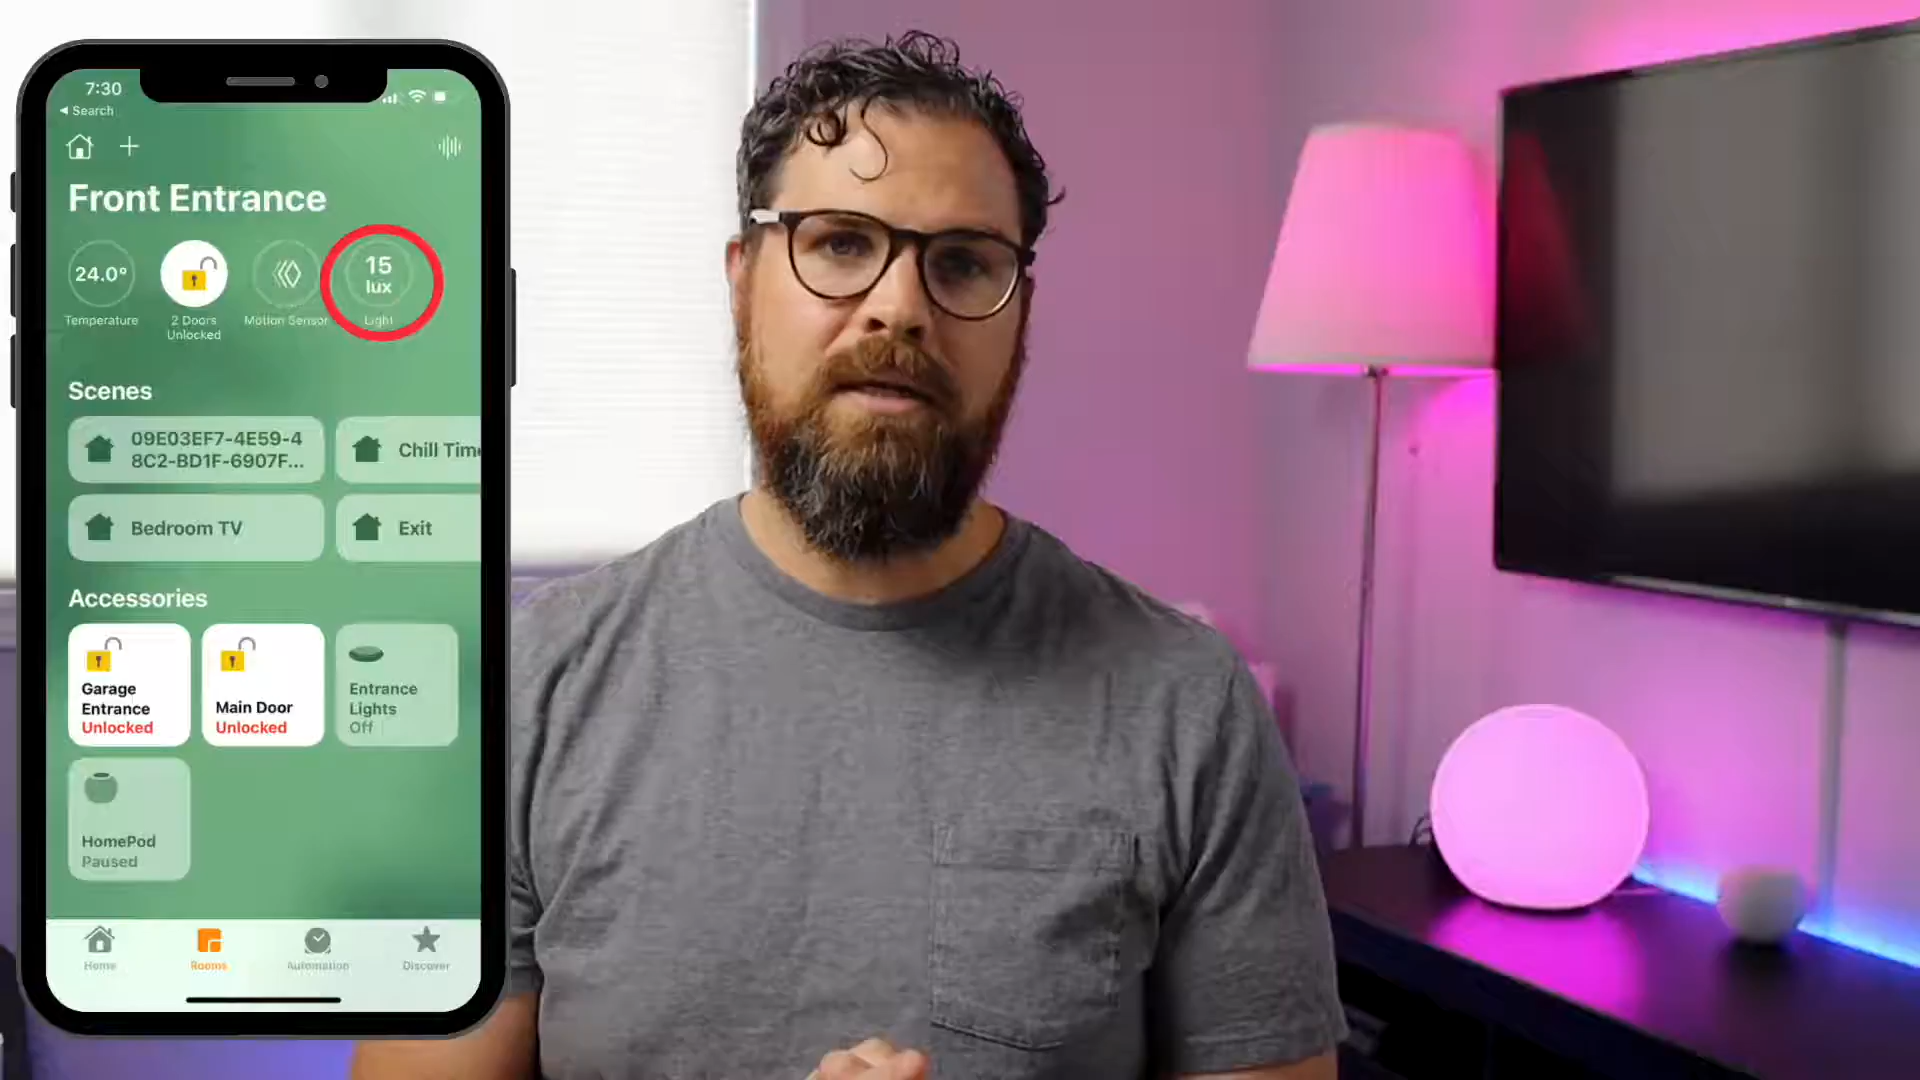 7:30
Search
Front Entrance
24.0°
15
lux
Temperature
2 Doors
Unlocked
Motion Sensor
Light
Scenes
09E03EF7-4E59-4
8C2-BD1F-6907F...
Chill Time
Bedroom TV
Exit
Accessories
Garage
Entrance
Unlocked
Main Door
Unlocked
Entrance
Lights
Off
HomePod
Paused
Home
Rooms
Automation
Discover